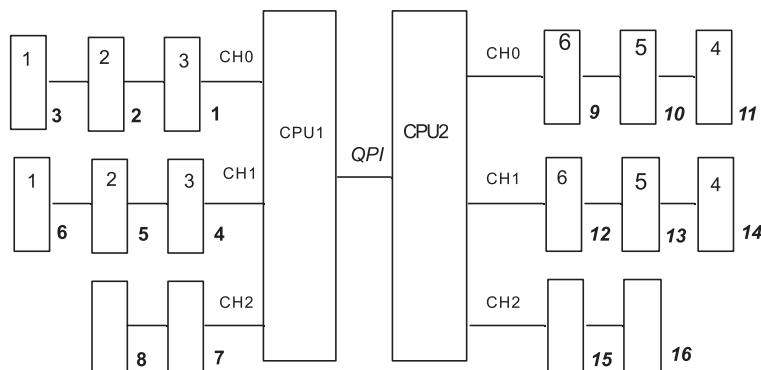 1 2 3 CH0 CH0 6 5 4
3 2 1 9 10 11
CPU1 QPI CPU2
1 2 3 CH1 CH1 6 5 4
6 5 4 12 13 14
CH2 CH2
8 7 15 16